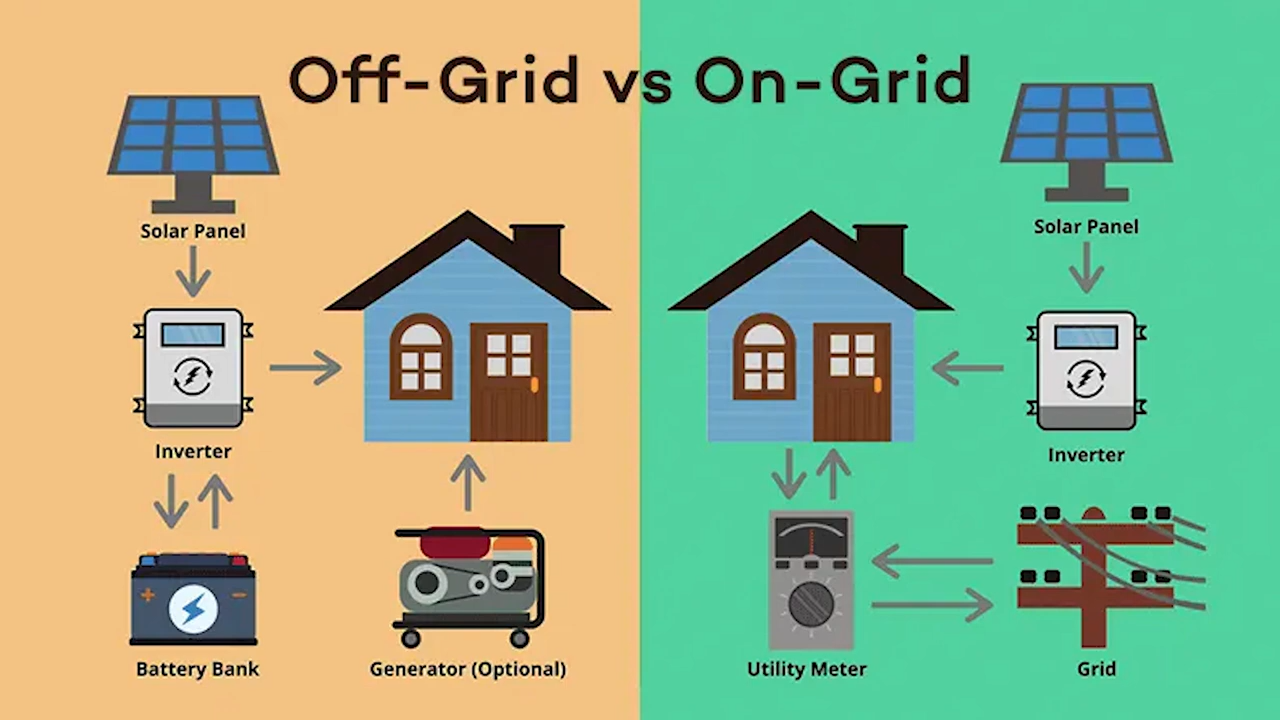 Off-Grid vs On-Grid
Solar Panel
Solar Panel
Inverter
Inverter
Battery Bank
Generator (Optional)
Utility Meter
Grid